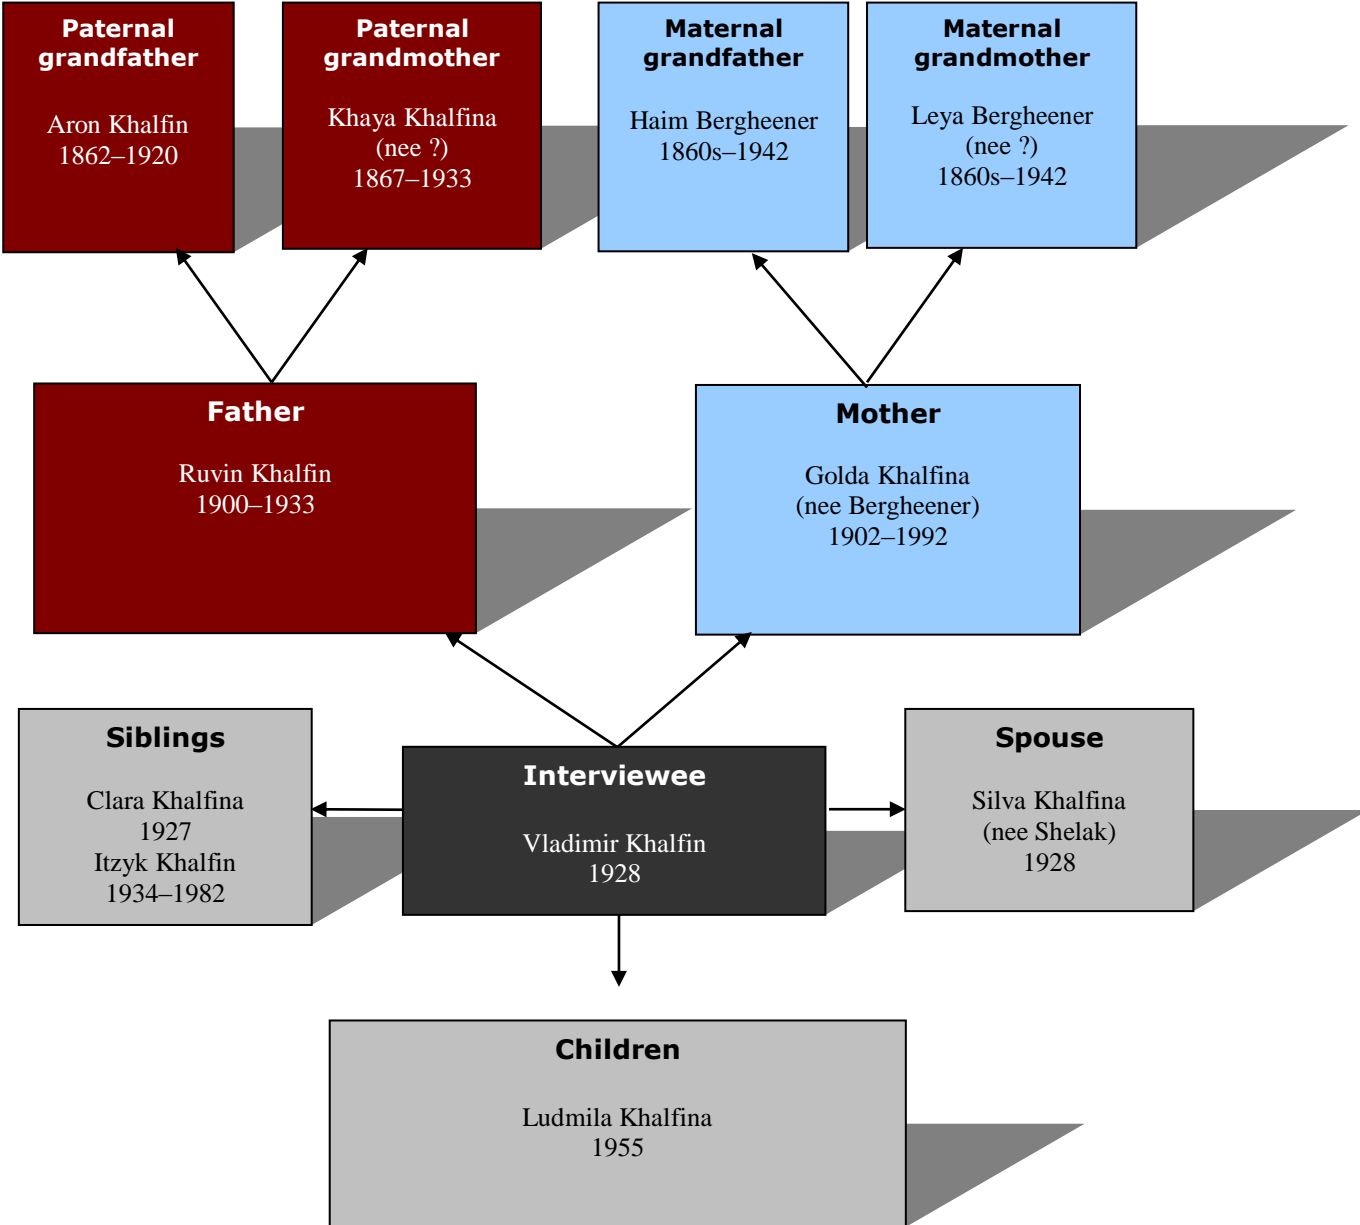 Paternal
grandfather
Aron Khalfin
1862–1920
Paternal
grandmother
Khaya Khalfina
(nee ?)
1867–1933
Maternal
grandfather
Haim Bergheener
1860s–1942
Maternal
grandmother
Leya Bergheener
(nee ?)
1860s–1942
Father
Ruvin Khalfin
1900–1933
Mother
Golda Khalfina
(nee Bergheener)
1902–1992
Siblings
Clara Khalfina
1927
Itzyk Khalfin
1934–1982
Interviewee
Vladimir Khalfin
1928
Spouse
Silva Khalfina
(nee Shelak)
1928
Children
Ludmila Khalfina
1955